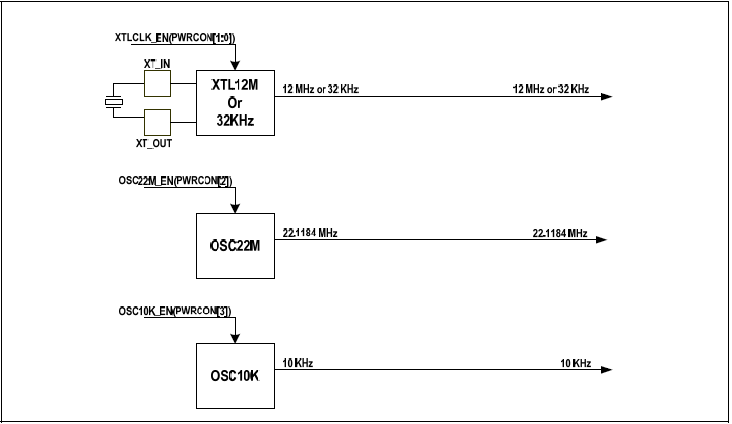 XTLCLK_EN(PWRCON[1:0])
XT_IN
XTL12M
Or
32KHz
12 MHz or 32 KHz
12 MHz or 32 KHz
XT_OUT
OSC22M_EN(PWRCON[2])
OSC22M
22.1184 MHz
22.1184 MHz
OSC10K_EN(PWRCON[3])
OSC10K
10 KHz
10 KHz